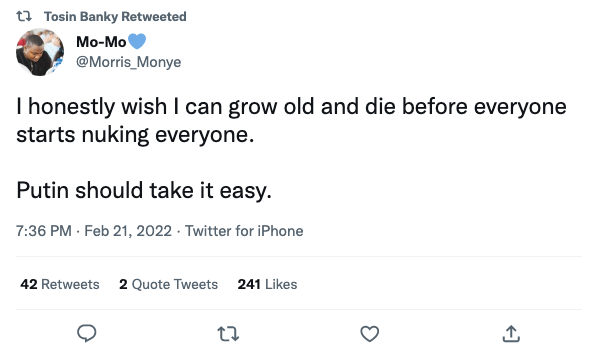 Tosin Banky Retweeted
Mo-Mo💙
@Morris_Monye
I honestly wish I can grow old and die before everyone
starts nuking everyone.
Putin should take it easy.
7:36 PM · Feb 21, 2022 · Twitter for iPhone
42 Retweets 2 Quote Tweets 241 Likes